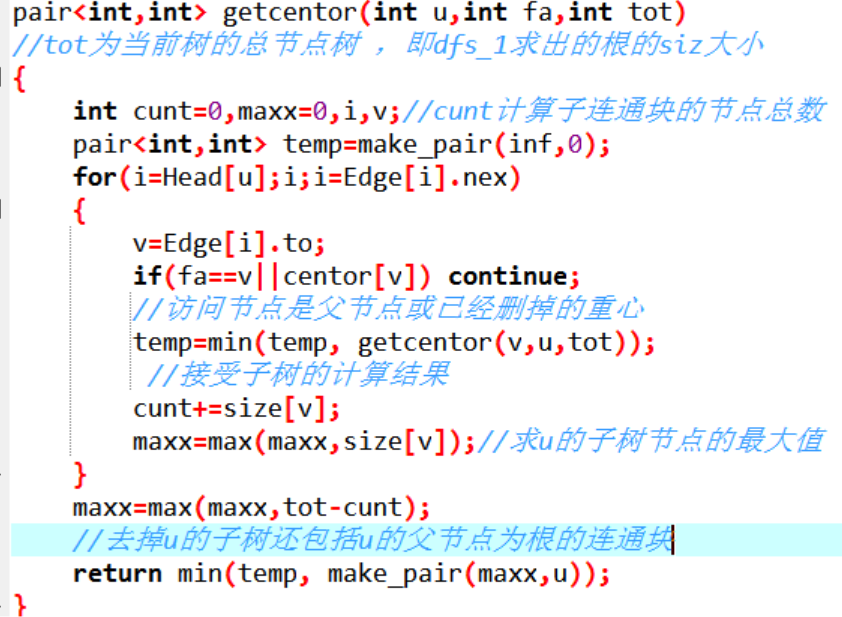 pair<int,int> getcentor(int u,int fa,int tot)
//tot为当前树的总节点树 ，即dfs_1求出的根的siz大小
{
int cunt=0,maxx=0,i,v;//cunt计算子连通块的节点总数
pair<int,int> temp=make_pair(inf,0);
for(i=Head[u];i;i=Edge[i].nex)
{
v=Edge[i].to;
if(fa==v||centor[v]) continue;
//访问节点是父节点或已经删掉的重心
temp=min(temp, getcentor(v,u,tot));
//接受子树的计算结果
cunt+=size[v];
maxx=max(maxx,size[v]);//求u的子树节点的最大值
}
maxx=max(maxx,tot-cunt);
//去掉u的子树还包括u的父节点为根的连通块
return min(temp, make_pair(maxx,u));
}